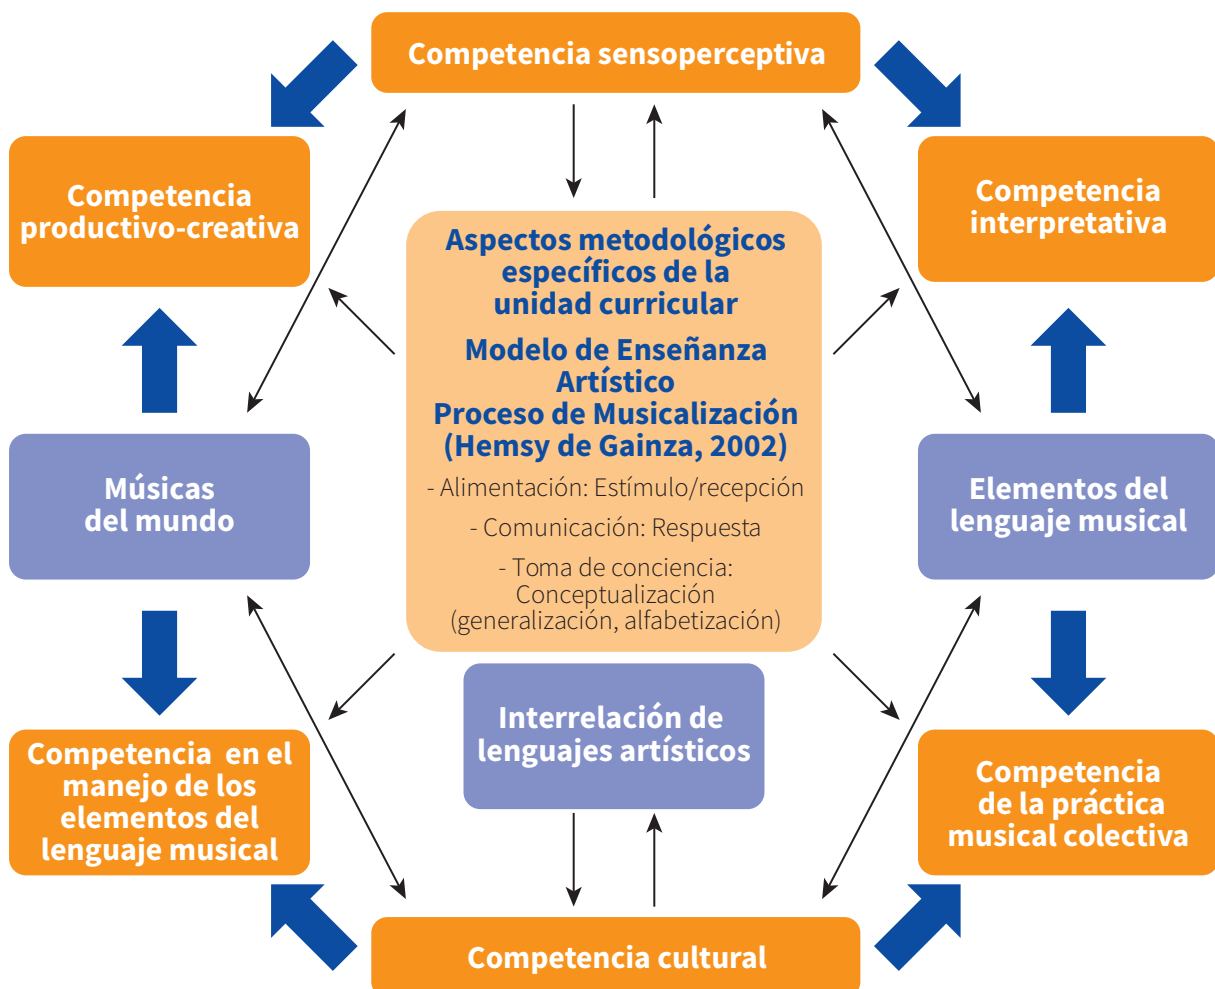 Competencia sensoperceptiva
Competencia
productivo-creativa
Competencia
interpretativa
Aspectos metodológicos
específicos de la
unidad curricular
Modelo de Enseñanza
Artístico
Proceso de Musicalización
(Hemsy de Gainza, 2002)
- Alimentación: Estímulo/recepción
- Comunicación: Respuesta
- Toma de conciencia:
Conceptualización
(generalización, alfabetización)
Músicas
del mundo
Elementos del
lenguaje musical
Interrelación de
lenguajes artísticos
Competencia en el
manejo de los
elementos del
lenguaje musical
Competencia
de la práctica
musical colectiva
Competencia cultural